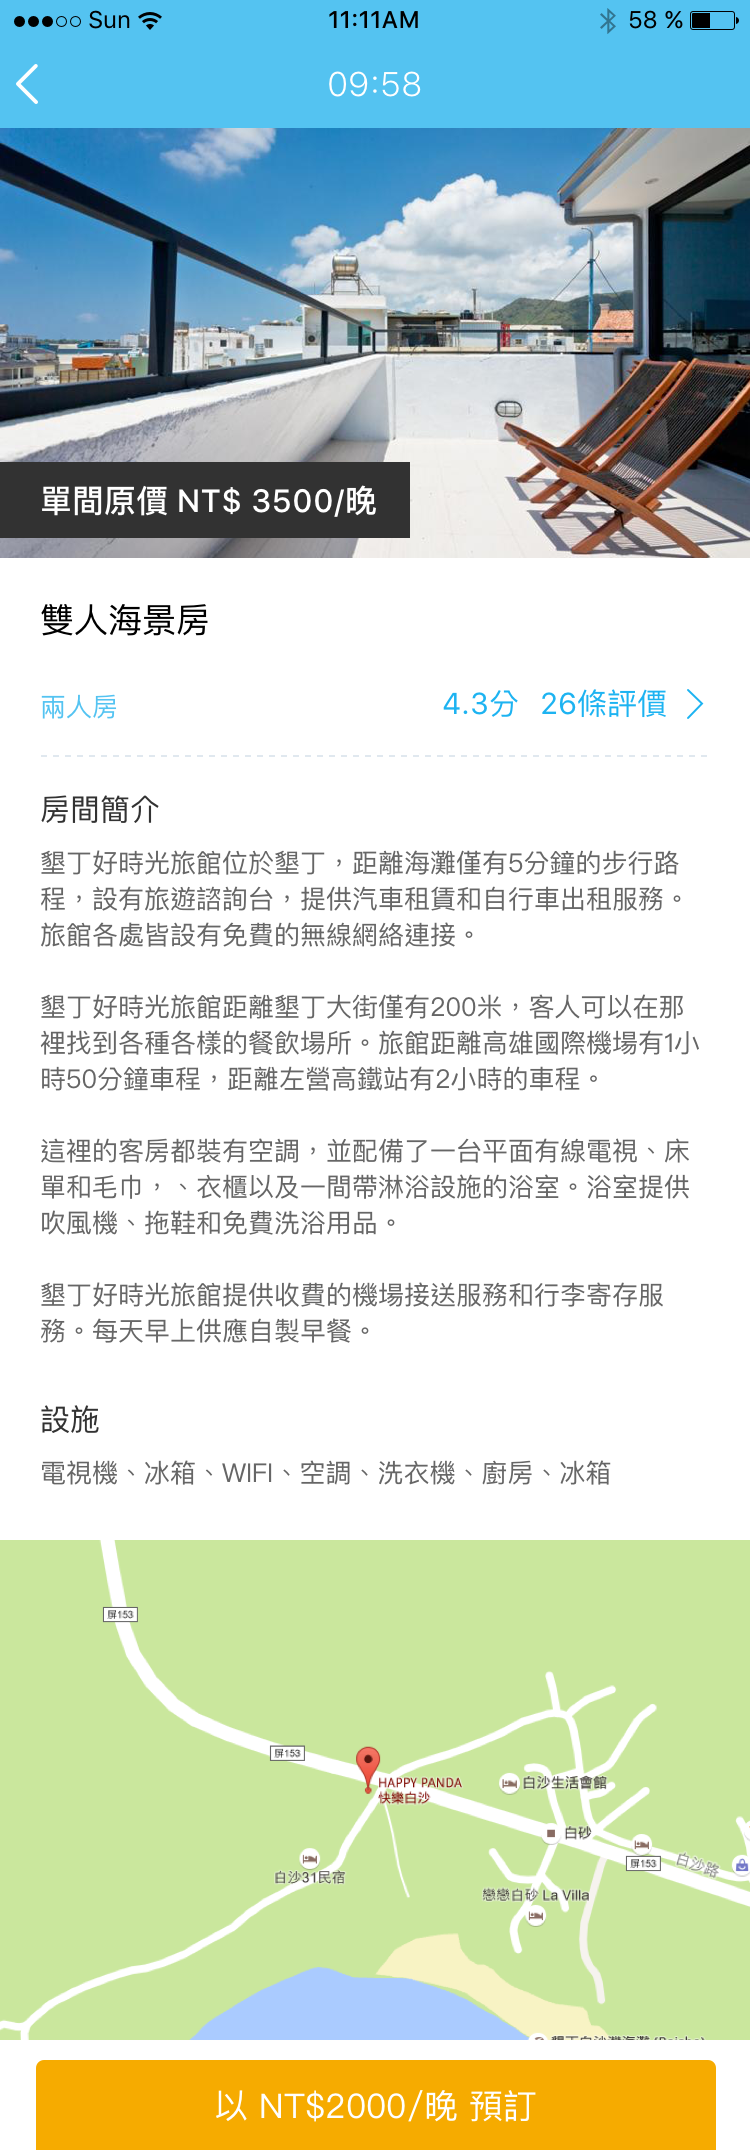 Sun 11:11AM 58 %
09:58
單間原價 NT$ 3500/晚
雙人海景房
兩人房 4.3分 26條評價
房間簡介
墾丁好時光旅館位於墾丁，距離海灘僅有5分鐘的步行路
程，設有旅遊諮詢台，提供汽車租賃和自行車出租服務。
旅館各處皆設有免費的無線網絡連接。
墾丁好時光旅館距離墾丁大街僅有200米，客人可以在那
裡找到各種各樣的餐飲場所。旅館距離高雄國際機場有1小
時50分鐘車程，距離左營高鐵站有2小時的車程。
這裡的客房都裝有空調，並配備了一台平面有線電視、床
單和毛巾，、衣櫃以及一間帶淋浴設施的浴室。浴室提供
吹風機、拖鞋和免費洗浴用品。
墾丁好時光旅館提供收費的機場接送服務和行李寄存服
務。每天早上供應自製早餐。
設施
電視機、冰箱、WIFI、空調、洗衣機、廚房、冰箱
屏153
屏153
HAPPY PANDA
快樂白沙
白沙生活會館
白砂
屏153
白沙路
白沙31民宿
戀戀白砂 La Villa
以 NT$2000/晚 預訂